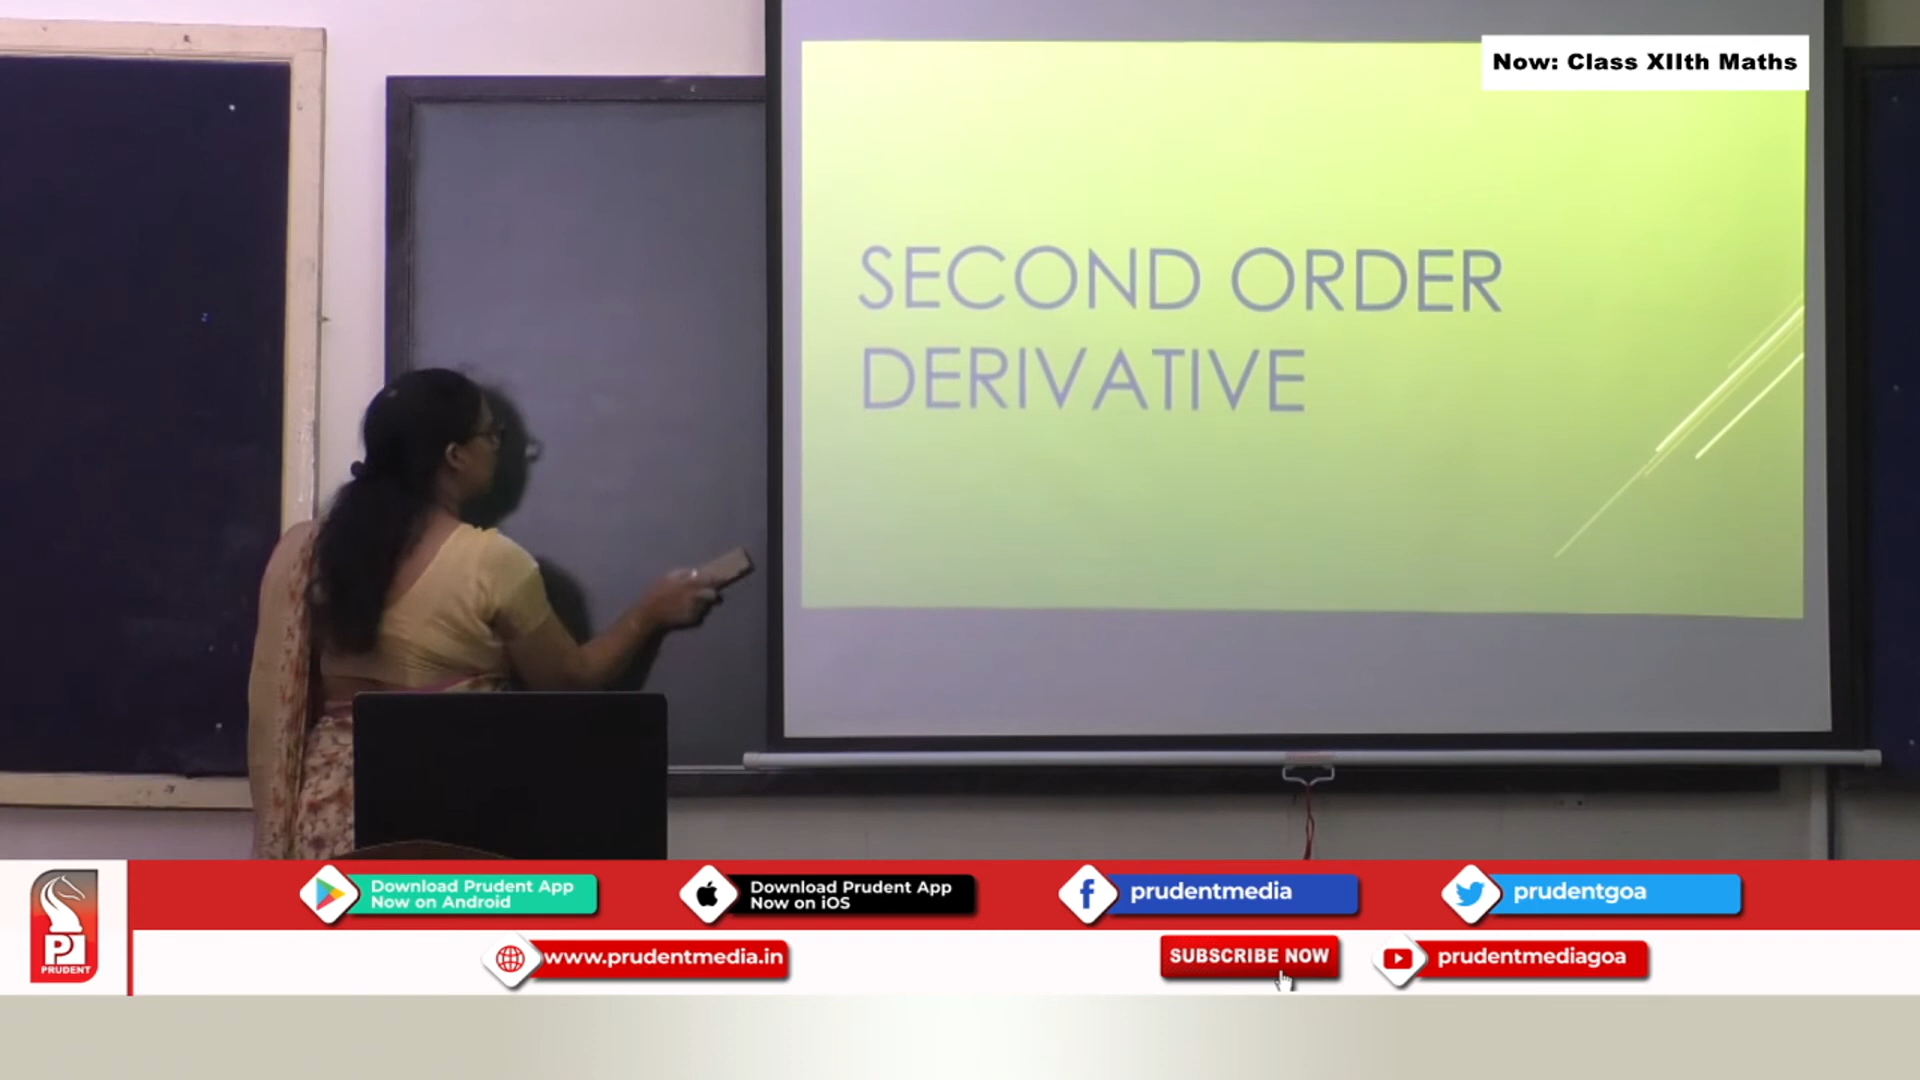 Now: Class XIIth Maths
SECOND ORDER
DERIVATIVE
Download Prudent App
Now on Android
Download Prudent App
Now on iOS
prudentmedia
prudentgoa
PRUDENT
www.prudentmedia.in
SUBSCRIBE NOW
prudentmediagoa